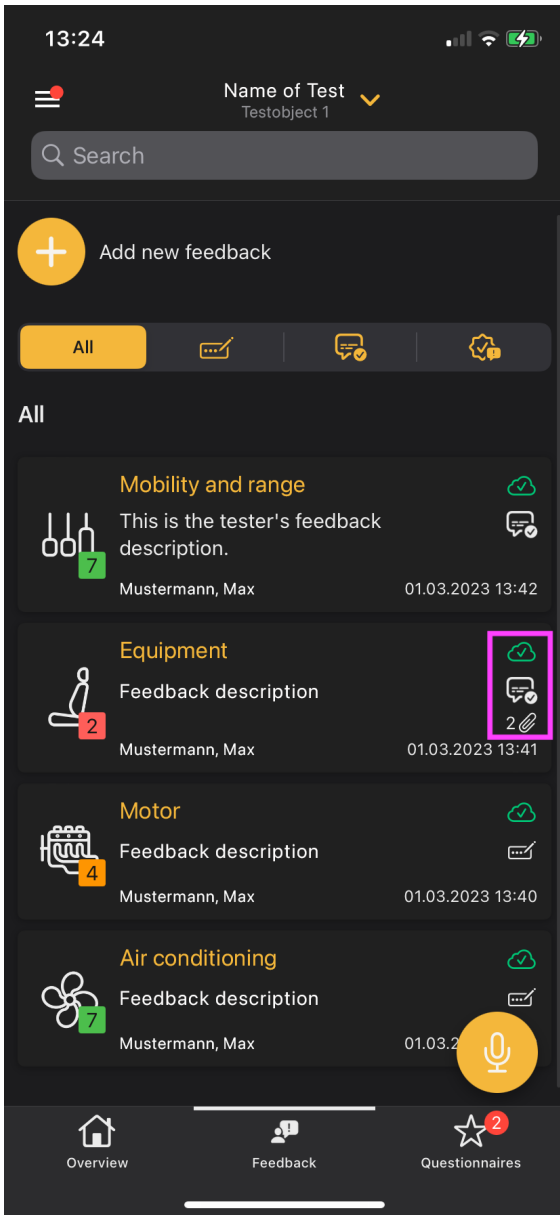 13:24
Name of Test
Testobject 1
Search
Add new feedback
All
All
Mobility and range
This is the tester's feedback
description.
7
Mustermann, Max
01.03.2023 13:42
Equipment
Feedback description
2
2
Mustermann, Max
01.03.2023 13:41
Motor
Feedback description
4
Mustermann, Max
01.03.2023 13:40
Air conditioning
Feedback description
7
Mustermann, Max
01.03.2
2
Overview
Feedback
Questionnaires